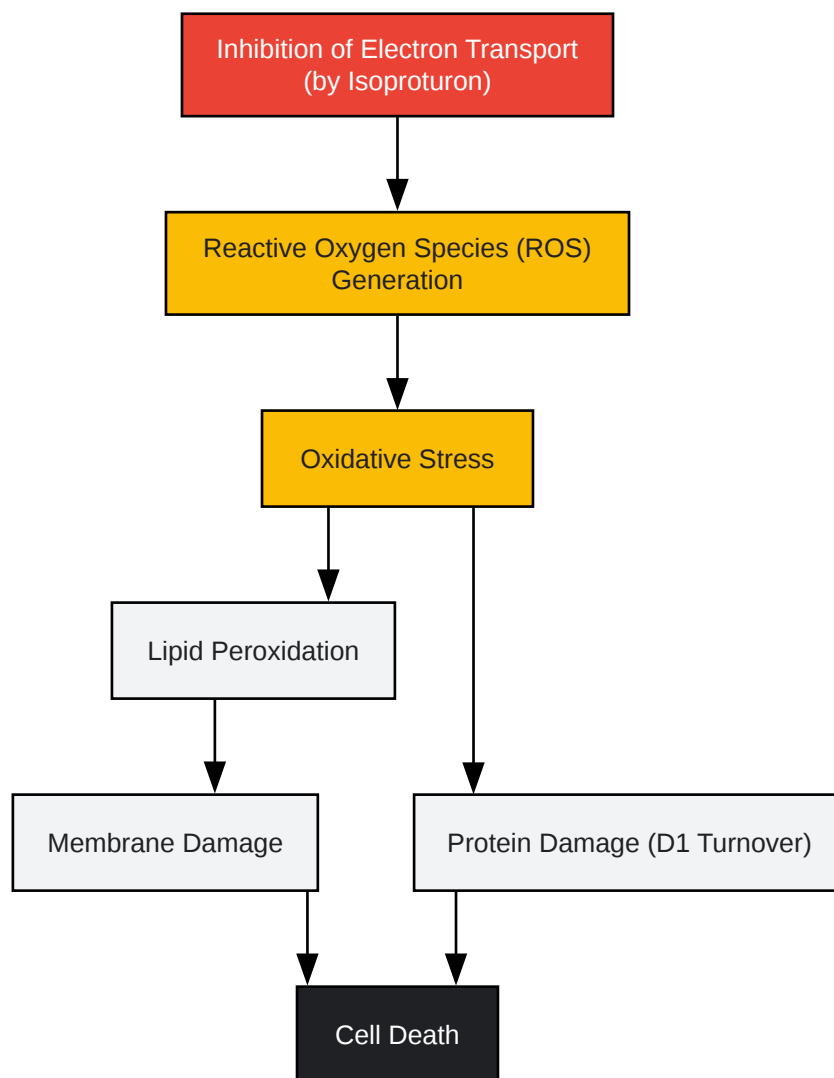 Inhibition of Electron Transport
(by Isoproturon)
Reactive Oxygen Species (ROS)
Generation
Oxidative Stress
Lipid Peroxidation
Membrane Damage
Protein Damage (D1 Turnover)
Cell Death